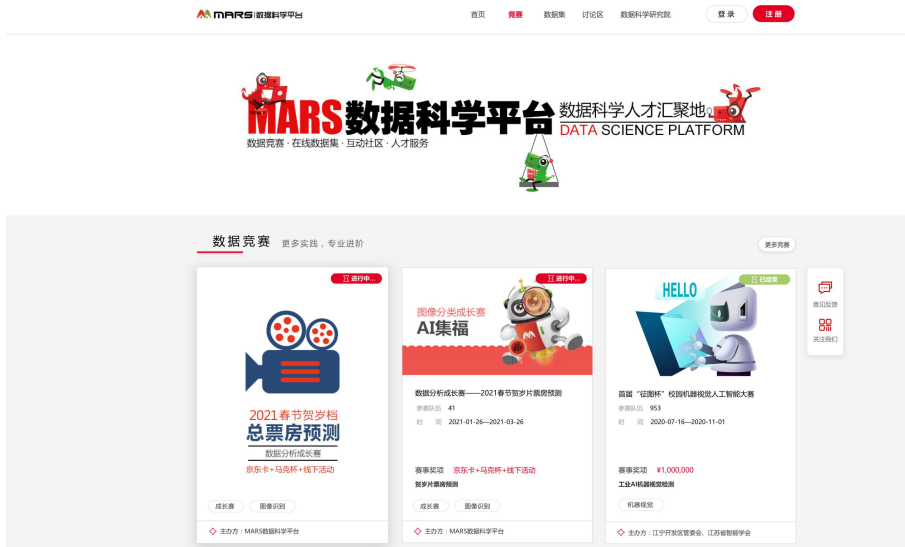 MARS|数据科学平台
首页 竞赛 数据集 讨论区 数据科学研究院 登录 注册
MARS数据科学平台
数据竞赛·在线数据集·互动社区·人才服务
数据科学人才汇聚地
DATA SCIENCE PLATFORM
数据竞赛 更多实践，专业进阶
更多竞赛
进行中...
2021春节贺岁档
总票房预测
数据分析成长赛
京东卡+马克杯+线下活动
成长赛 图像识别
主办方：MARS数据科学平台
进行中...
图像分类成长赛
AI集福
数据分析成长赛——2021春节贺岁片票房预测
参赛队伍 41
时 间 2021-01-26—2021-03-26
赛事奖项 京东卡+马克杯+线下活动
贺岁片票房预测
成长赛 图像识别
主办方：MARS数据科学平台
已结束
HELLO
首届“征图杯”校园机器视觉人工智能大赛
参赛队伍 953
时 间 2020-07-16—2020-11-01
赛事奖项 ¥1,000,000
工业AI机器视觉检测
机器视觉
主办方：江宁开发区管委会、江苏省智能学会
意见反馈
关注我们